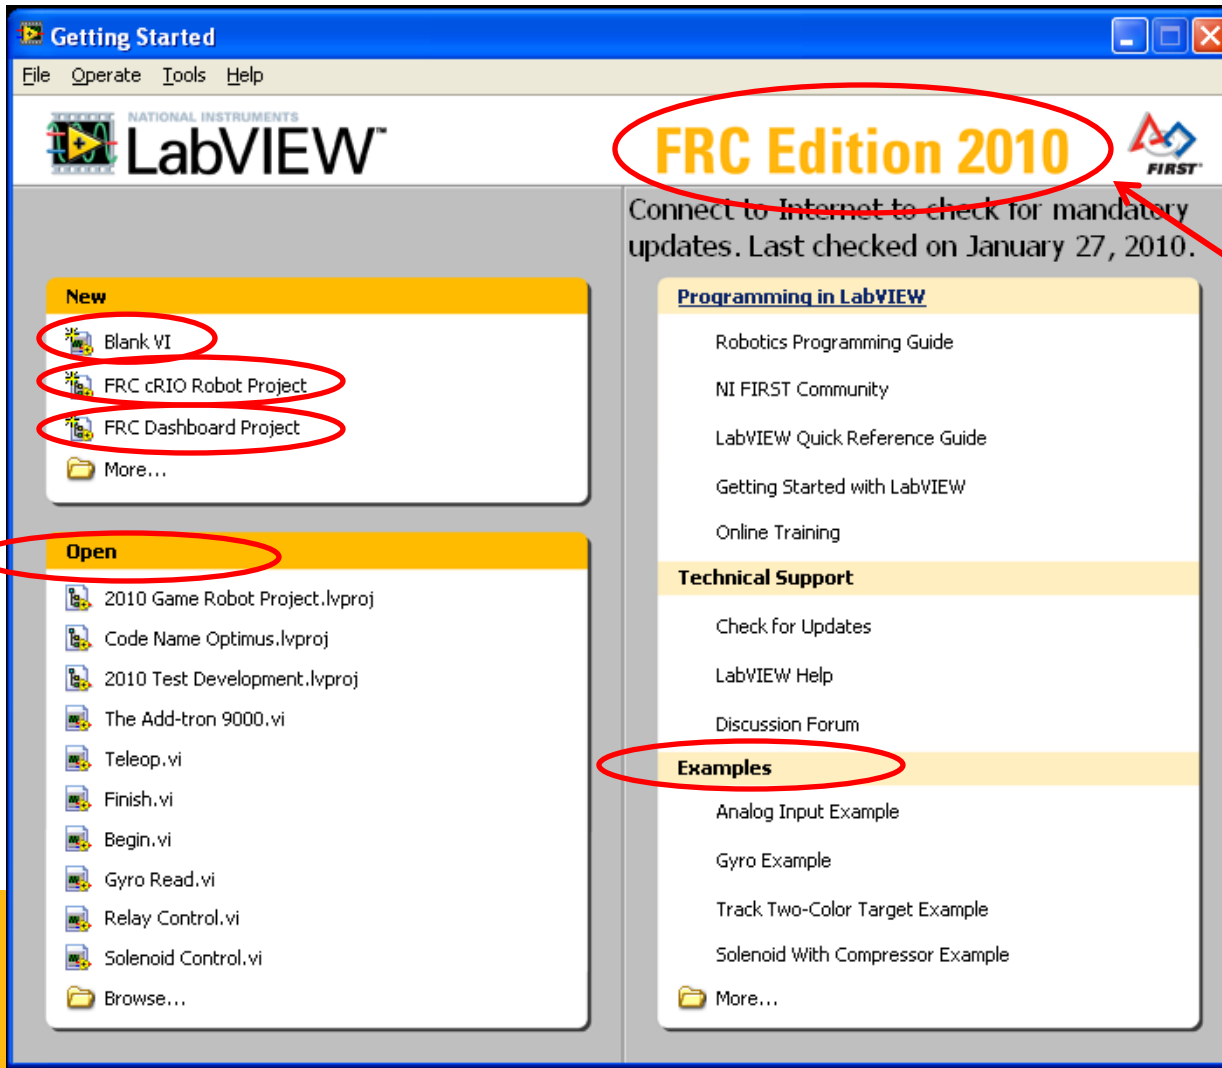 Getting Started
File Operate Tools Help
NATIONAL INSTRUMENTS
LabVIEW™
FRC Edition 2010
FIRST
Connect to Internet to check for mandatory
updates. Last checked on January 27, 2010.
New
Blank VI
FRC cRIO Robot Project
FRC Dashboard Project
More...
Open
2010 Game Robot Project.lvproj
Code Name Optimus.lvproj
2010 Test Development.lvproj
The Add-tron 9000.vi
Teleop.vi
Finish.vi
Begin.vi
Gyro Read.vi
Relay Control.vi
Solenoid Control.vi
Browse...
Programming in LabVIEW
Robotics Programming Guide
NI FIRST Community
LabVIEW Quick Reference Guide
Getting Started with LabVIEW
Online Training
Technical Support
Check for Updates
LabVIEW Help
Discussion Forum
Examples
Analog Input Example
Gyro Example
Track Two-Color Target Example
Solenoid With Compressor Example
More...